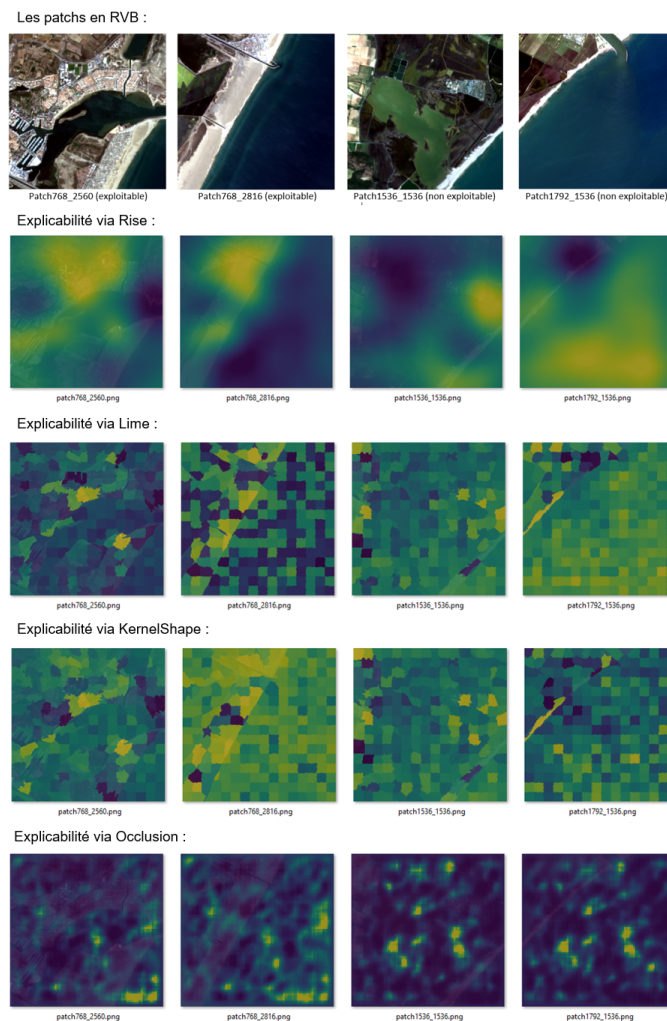 Les patchs en RVB :
Patch768_2560 (exploitable)
Patch768_2816 (exploitable)
Patch1536_1536 (non exploitable)
Patch1792_1536 (non exploitable)
Explicabilité via Rise :
patch768_2560.png
patch768_2816.png
patch1536_1536.png
patch1792_1536.png
Explicabilité via Lime :
patch768_2560.png
patch768_2816.png
patch1536_1536.png
patch1792_1536.png
Explicabilité via KernelShape :
patch768_2560.png
patch768_2816.png
patch1536_1536.png
patch1792_1536.png
Explicabilité via Occlusion :
patch768_2560.png
patch768_2816.png
patch1536_1536.png
patch1792_1536.png